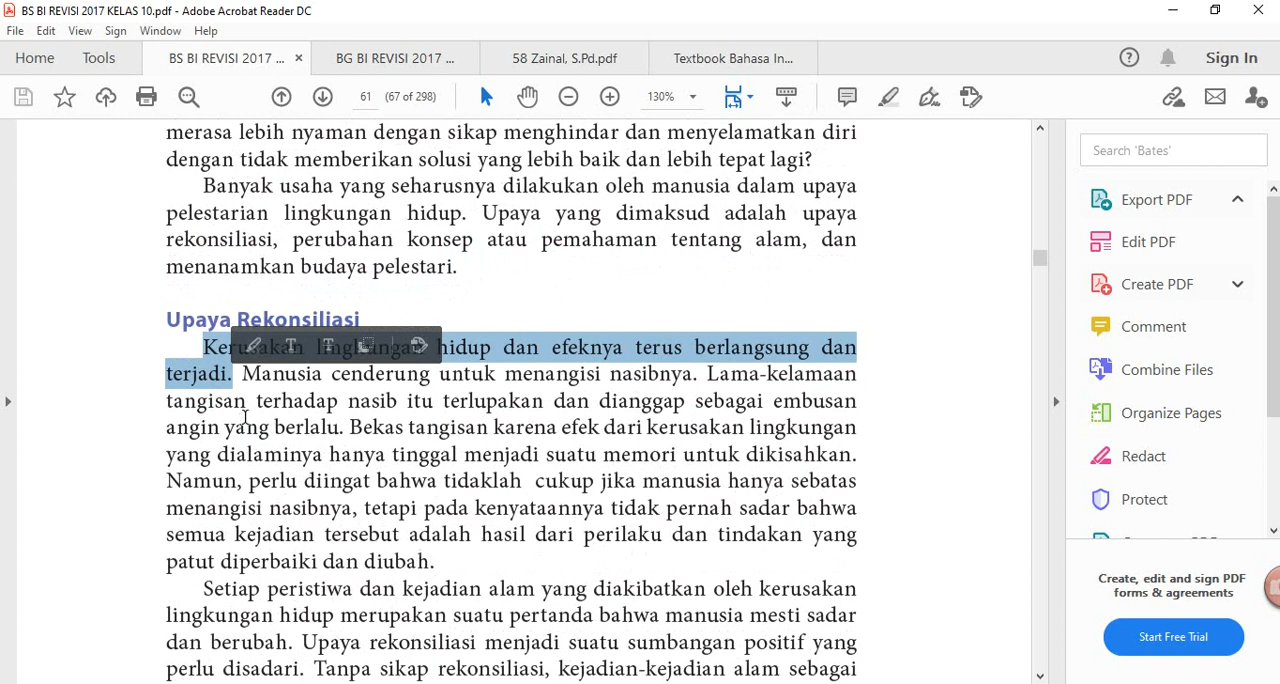 BS BI REVISI 2017 KELAS 10.pdf - Adobe Acrobat Reader DC
File Edit View Sign Window Help
Home Tools BS BI REVISI 2017 ... × BG BI REVISI 2017 ... 58 Zainal, S.Pd.pdf Textbook Bahasa In... Sign In
61 (67 of 298) 130%
merasa lebih nyaman dengan sikap menghindar dan menyelamatkan diri
dengan tidak memberikan solusi yang lebih baik dan lebih tepat lagi?
Banyak usaha yang seharusnya dilakukan oleh manusia dalam upaya
pelestarian lingkungan hidup. Upaya yang dimaksud adalah upaya
rekonsiliasi, perubahan konsep atau pemahaman tentang alam, dan
menanamkan budaya pelestari.
Upaya Rekonsiliasi
Kerusakan lingkungan hidup dan efeknya terus berlangsung dan
terjadi. Manusia cenderung untuk menangisi nasibnya. Lama-kelamaan
tangisan terhadap nasib itu terlupakan dan dianggap sebagai embusan
angin yang berlalu. Bekas tangisan karena efek dari kerusakan lingkungan
yang dialaminya hanya tinggal menjadi suatu memori untuk dikisahkan.
Namun, perlu diingat bahwa tidaklah cukup jika manusia hanya sebatas
menangisi nasibnya, tetapi pada kenyataannya tidak pernah sadar bahwa
semua kejadian tersebut adalah hasil dari perilaku dan tindakan yang
patut diperbaiki dan diubah.
Setiap peristiwa dan kejadian alam yang diakibatkan oleh kerusakan
lingkungan hidup merupakan suatu pertanda bahwa manusia mesti sadar
dan berubah. Upaya rekonsiliasi menjadi suatu sumbangan positif yang
perlu disadari. Tanpa sikap rekonsiliasi, kejadian-kejadian alam sebagai
Search 'Bates'
Export PDF
Edit PDF
Create PDF
Comment
Combine Files
Organize Pages
Redact
Protect
Create, edit and sign PDF
forms & agreements
Start Free Trial